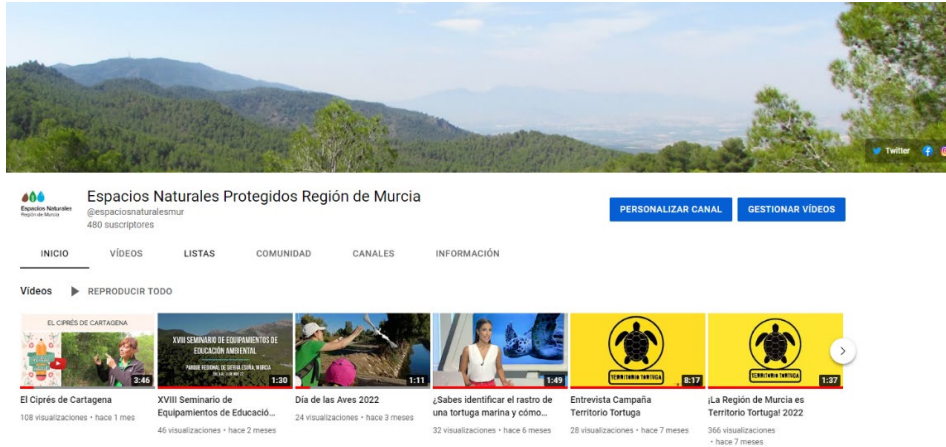 Twitter
Espacios Naturales
Región de Murcia
Espacios Naturales Protegidos Región de Murcia
@espaciosnaturalesmur
480 suscriptores
PERSONALIZAR CANAL
GESTIONAR VÍDEOS
INICIO
VÍDEOS
LISTAS
COMUNIDAD
CANALES
INFORMACIÓN
Vídeos
REPRODUCIR TODO
EL CIPRÉS DE CARTAGENA
3:46
El Ciprés de Cartagena
108 visualizaciones • hace 1 mes
XVIII SEMINARIO DE EQUIPAMIENTOS DE
EDUCACIÓN AMBIENTAL
PARQUE REGIONAL DE SIERRA ESPUÑA, MURCIA
1:30
XVIII Seminario de
Equipamientos de Educació...
46 visualizaciones • hace 2 meses
1:11
Día de las Aves 2022
24 visualizaciones • hace 3 meses
1:49
¿Sabes identificar el rastro de
una tortuga marina y cómo...
32 visualizaciones • hace 6 meses
TERRITORIO TORTUGA
8:17
Entrevista Campaña
Territorio Tortuga
28 visualizaciones • hace 7 meses
TERRITORIO TORTUGA
1:37
¡La Región de Murcia es
Territorio Tortuga! 2022
366 visualizaciones
• hace 7 meses